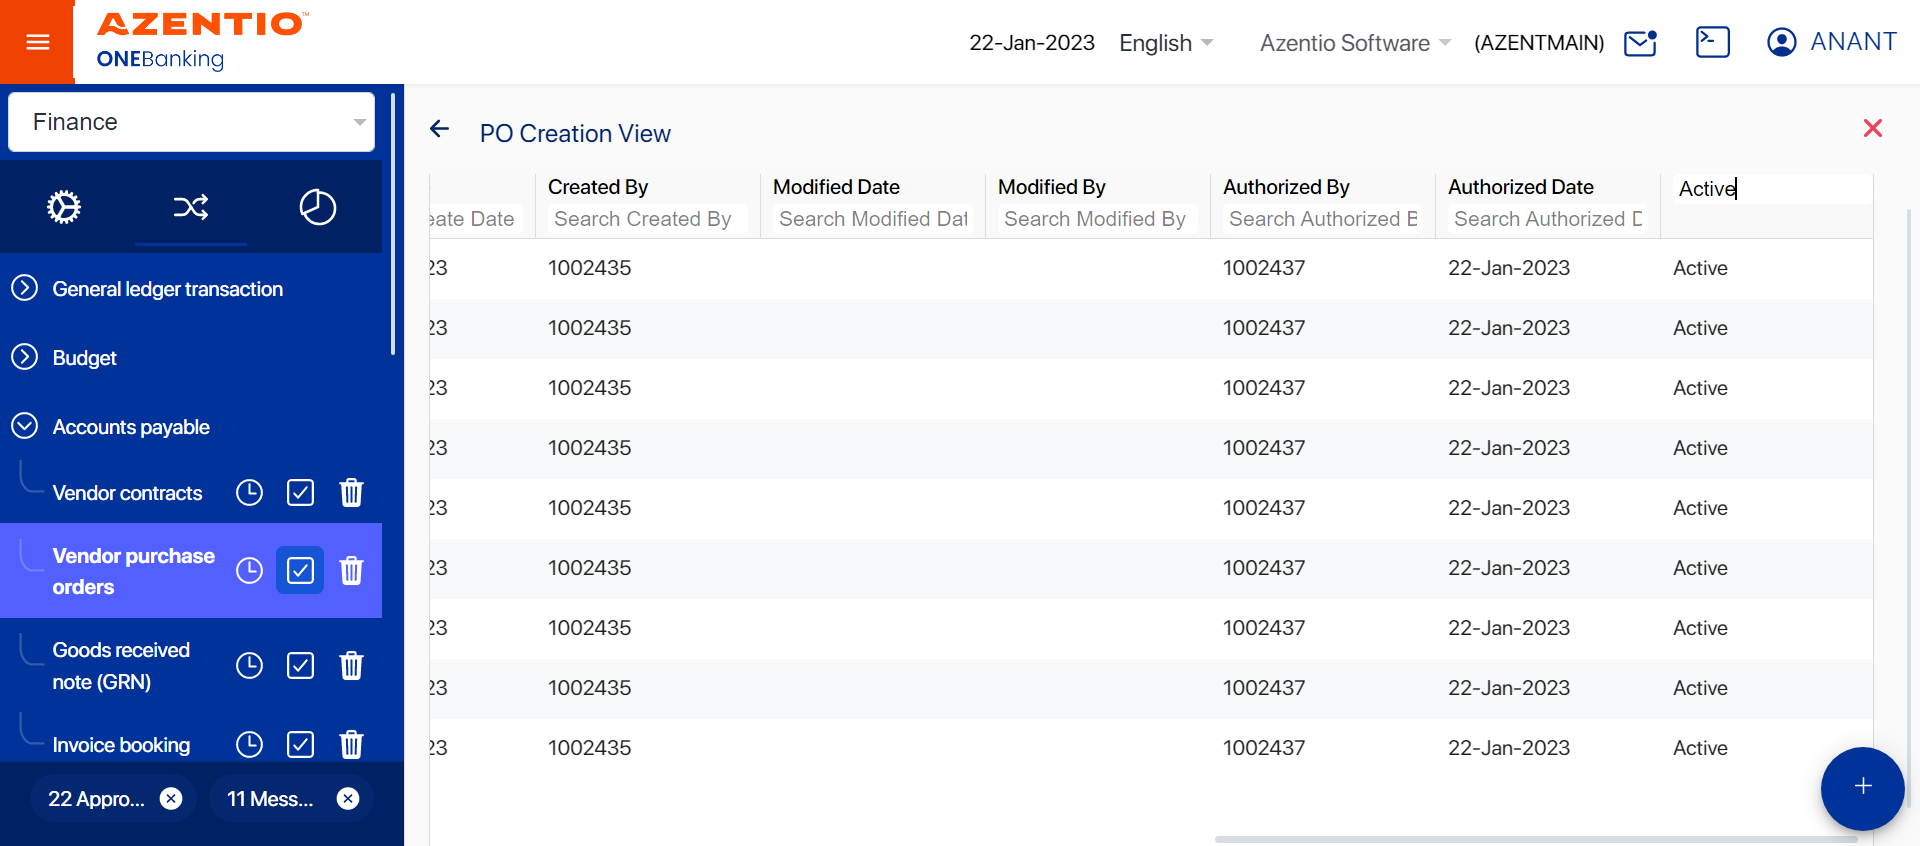 AZENTIO™
ONEBanking
22-Jan-2023 English Azentio Software (AZENTMAIN) ANANT
Finance
General ledger transaction
Budget
Accounts payable
Vendor contracts
Vendor purchase
orders
Goods received
note (GRN)
Invoice booking
22 Appro...
11 Mess...
PO Creation View
Created By Modified Date Modified By Authorized By Authorized Date Active
eate Date Search Created By Search Modified Dat Search Modified By Search Authorized B Search Authorized D
23 1002435 1002437 22-Jan-2023 Active
23 1002435 1002437 22-Jan-2023 Active
23 1002435 1002437 22-Jan-2023 Active
23 1002435 1002437 22-Jan-2023 Active
23 1002435 1002437 22-Jan-2023 Active
23 1002435 1002437 22-Jan-2023 Active
23 1002435 1002437 22-Jan-2023 Active
23 1002435 1002437 22-Jan-2023 Active
23 1002435 1002437 22-Jan-2023 Active